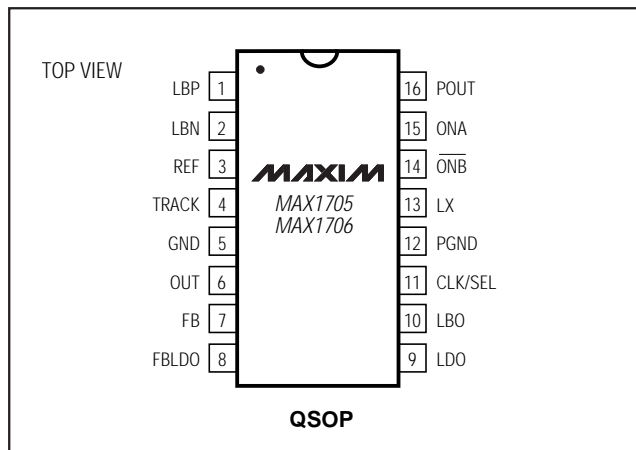 TOP VIEW
LBP 1
LBN 2
REF 3
TRACK 4
GND 5
OUT 6
FB 7
FBLDO 8
MAXIM
MAX1705
MAX1706
16 POUT
15 ONA
14 ONB
13 LX
12 PGND
11 CLK/SEL
10 LBO
9 LDO
QSOP